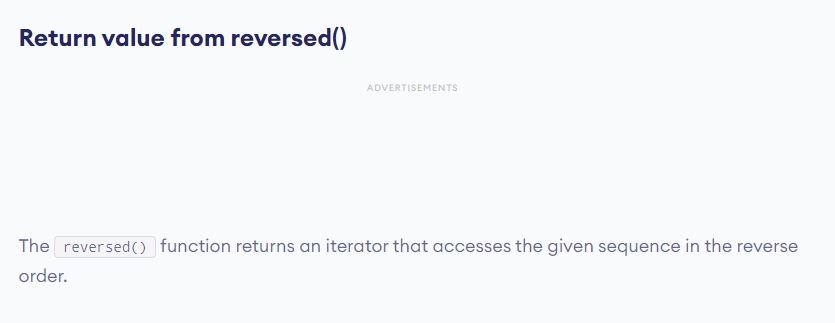 Return value from reversed()
ADVERTISEMENTS
The reversed() function returns an iterator that accesses the given sequence in the reverse
order.